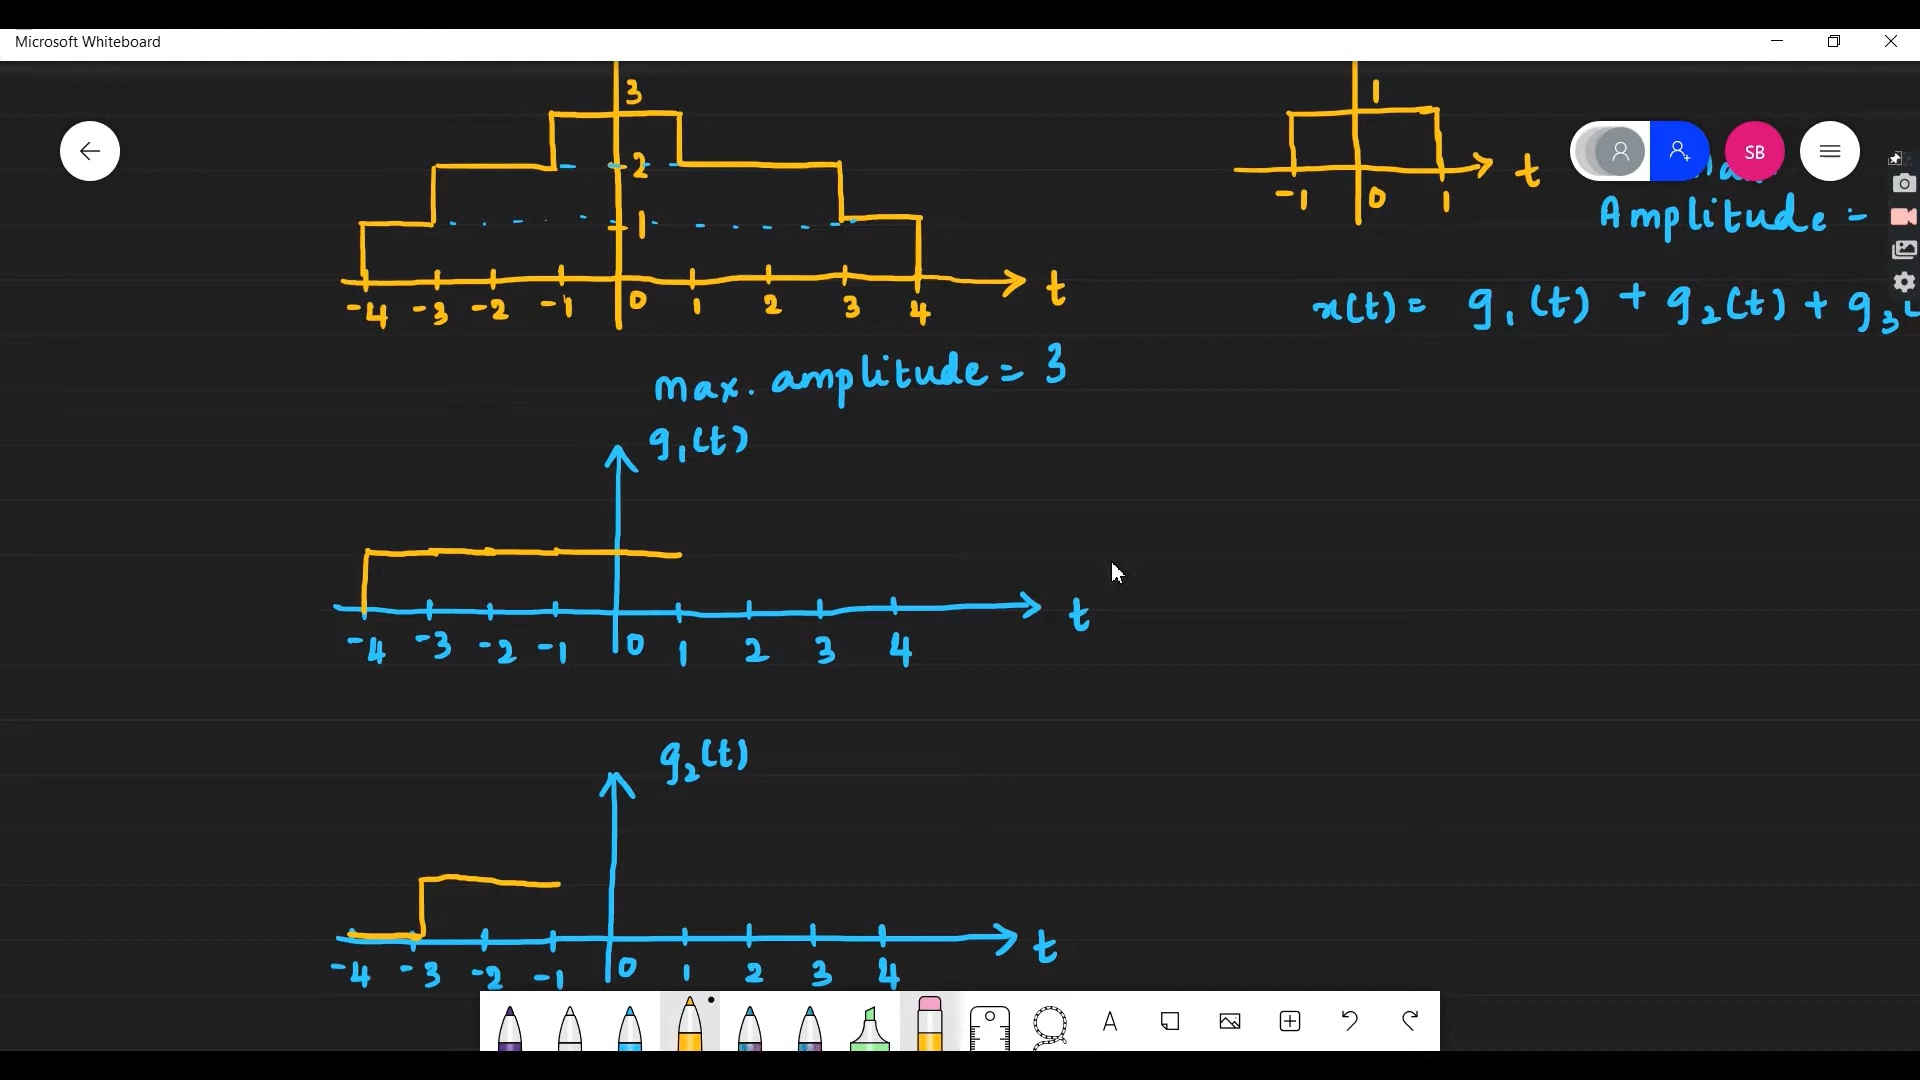 Microsoft Whiteboard
3
2
1
-4 -3 -2 -1 0 1 2 3 4 t
max. amplitude = 3
1
-1 0 1 t
SB
Amplitude =
x(t) = g₁(t) + g₂(t) + g₃(
g₁(t)
-4 -3 -2 -1 0 1 2 3 4 t
g₂(t)
-4 -3 -2 -1 0 1 2 3 4 t
A